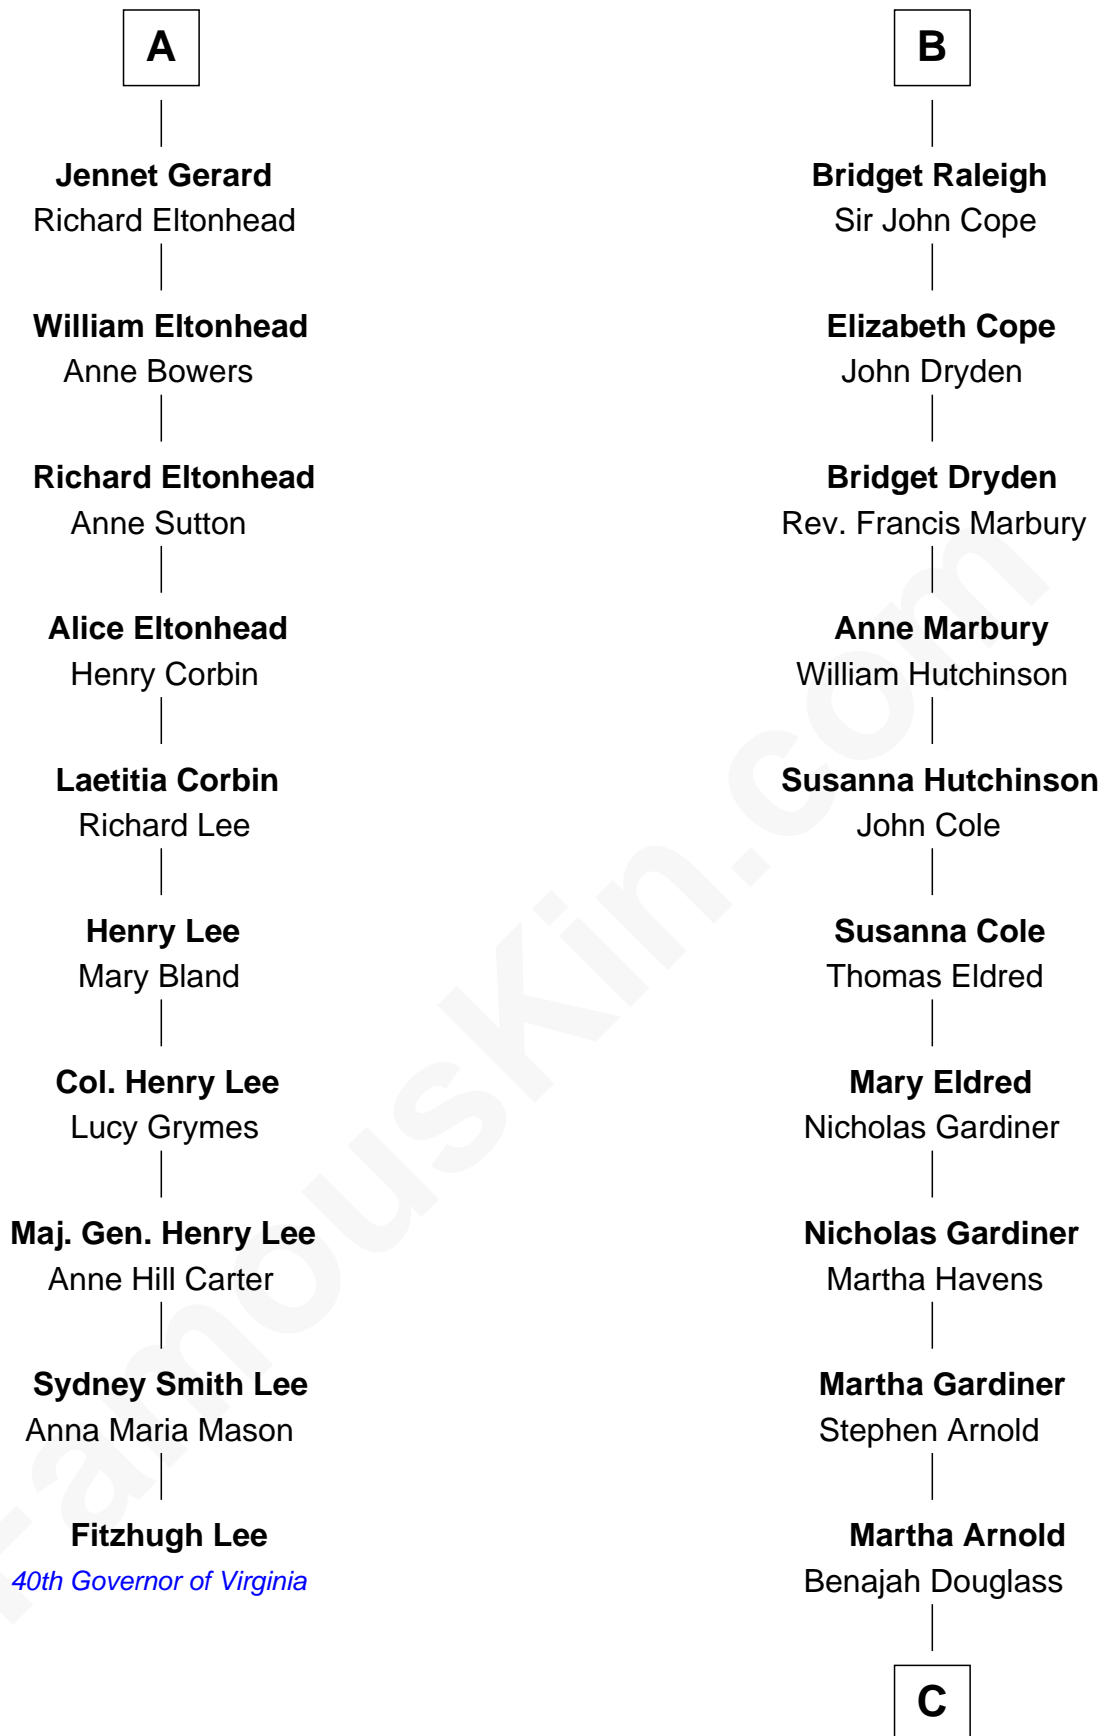 A
Jennet Gerard
Richard Eltonhead
William Eltonhead
Anne Bowers
Richard Eltonhead
Anne Sutton
Alice Eltonhead
Henry Corbin
Laetitia Corbin
Richard Lee
Henry Lee
Mary Bland
Col. Henry Lee
Lucy Grymes
Maj. Gen. Henry Lee
Anne Hill Carter
Sydney Smith Lee
Anna Maria Mason
Fitzhugh Lee
40th Governor of Virginia
B
Bridget Raleigh
Sir John Cope
Elizabeth Cope
John Dryden
Bridget Dryden
Rev. Francis Marbury
Anne Marbury
William Hutchinson
Susanna Hutchinson
John Cole
Susanna Cole
Thomas Eldred
Mary Eldred
Nicholas Gardiner
Nicholas Gardiner
Martha Havens
Martha Gardiner
Stephen Arnold
Martha Arnold
Benajah Douglass
C
FamousKin.com